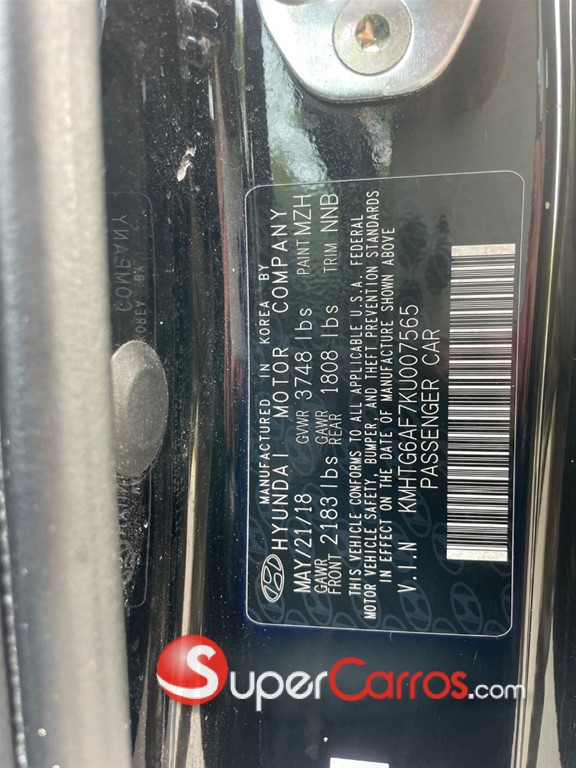 MANUFACTURED IN KOREA BY
HYUNDAI MOTOR COMPANY
MAY/21/18 GVWR 3748 lbs PAINT MZH
GAWR FRONT 2183 lbs GAWR REAR 1808 lbs TRIM NNB
THIS VEHICLE CONFORMS TO ALL APPLICABLE U.S.A. FEDERAL
MOTOR VEHICLE SAFETY, BUMPER, AND THEFT PREVENTION STANDARDS
IN EFFECT ON THE DATE OF MANUFACTURE SHOWN ABOVE
V.I.N KMHTG6AF7KU007565
PASSENGER CAR
COMPANY
SUPERCARROS.com